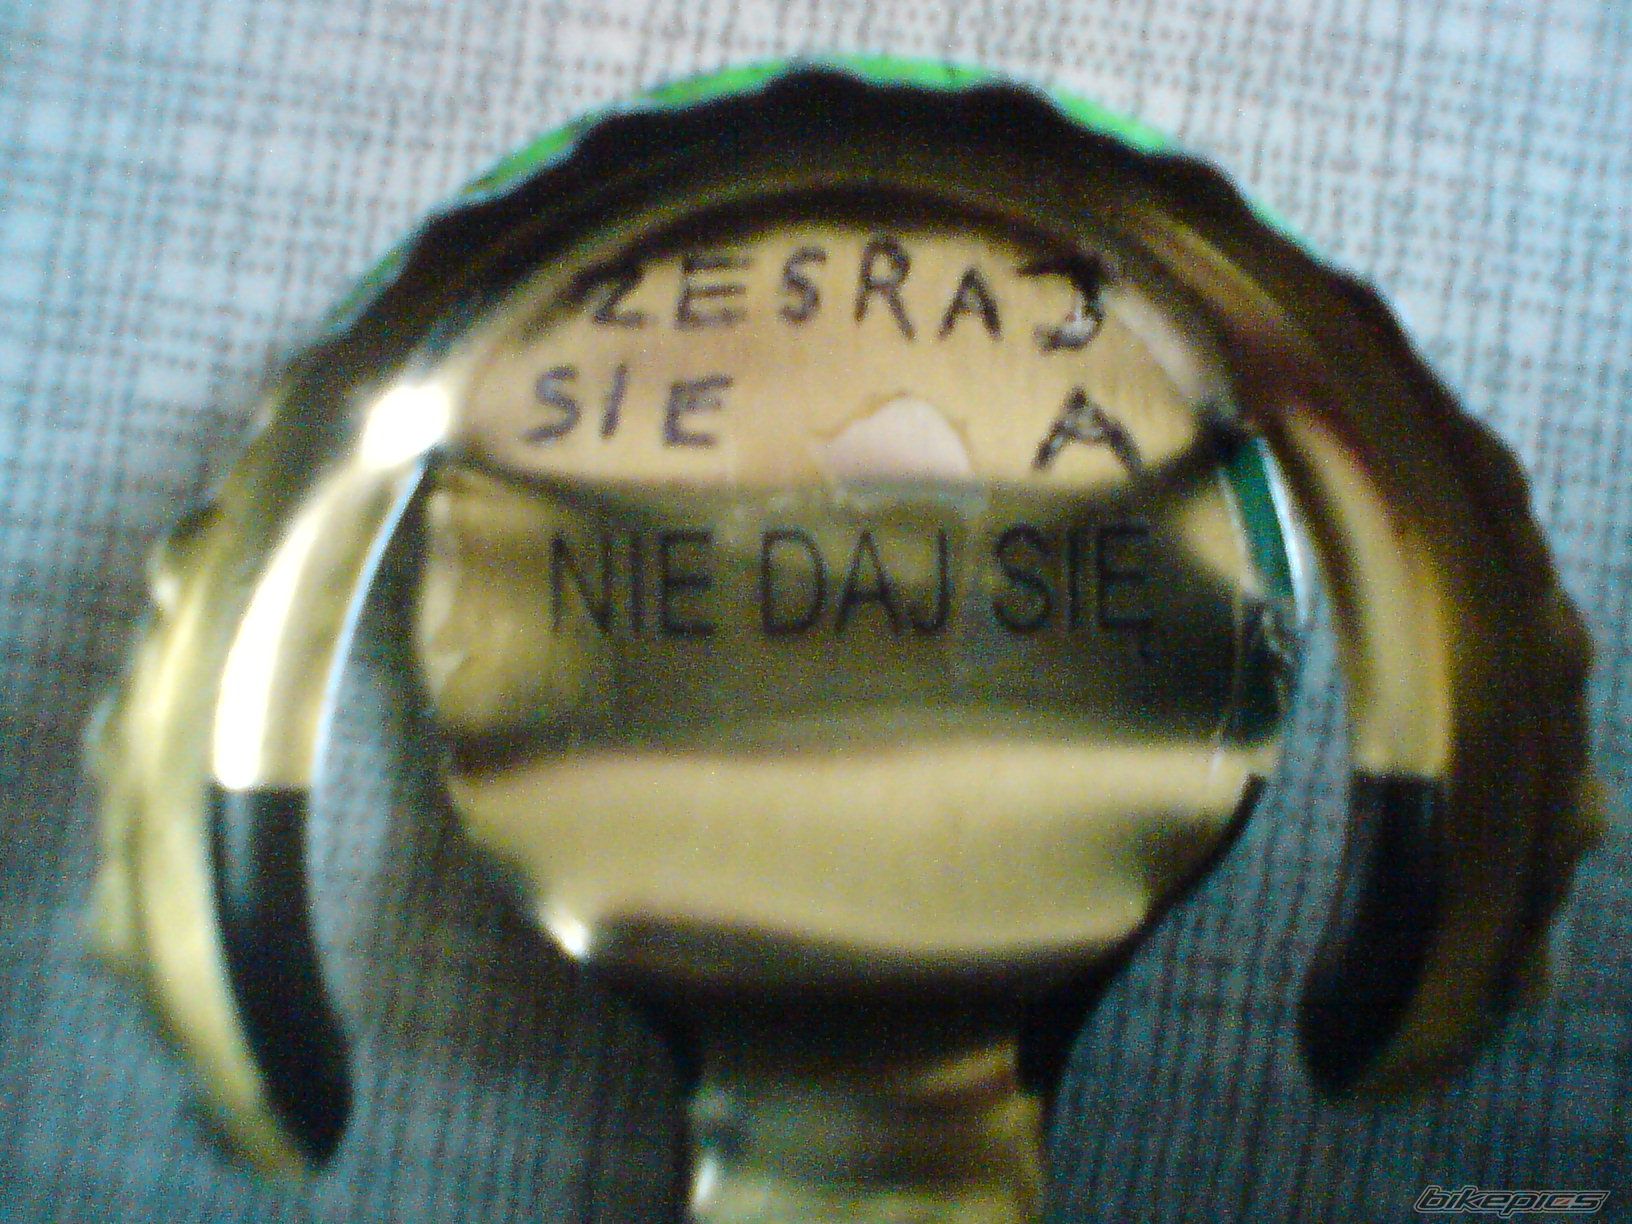 ZESRAJ
SIE A
NIE DAJ SIĘ
bikepics